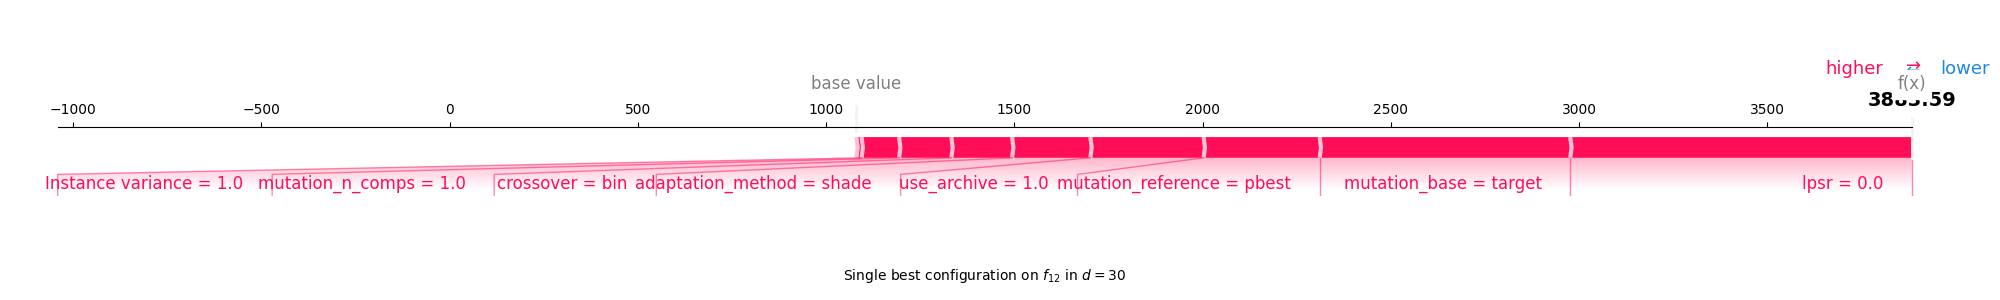 higher ⇄ lower
base value f(x)
−1000 −500 0 500 1000 1500 2000 2500 3000 3500
Instance variance = 1.0 mutation_n_comps = 1.0 crossover = bin adaptation_method = shade use_archive = 1.0 mutation_reference = pbest mutation_base = target lpsr = 0.0
Single best configuration on f₁₂ in d = 30